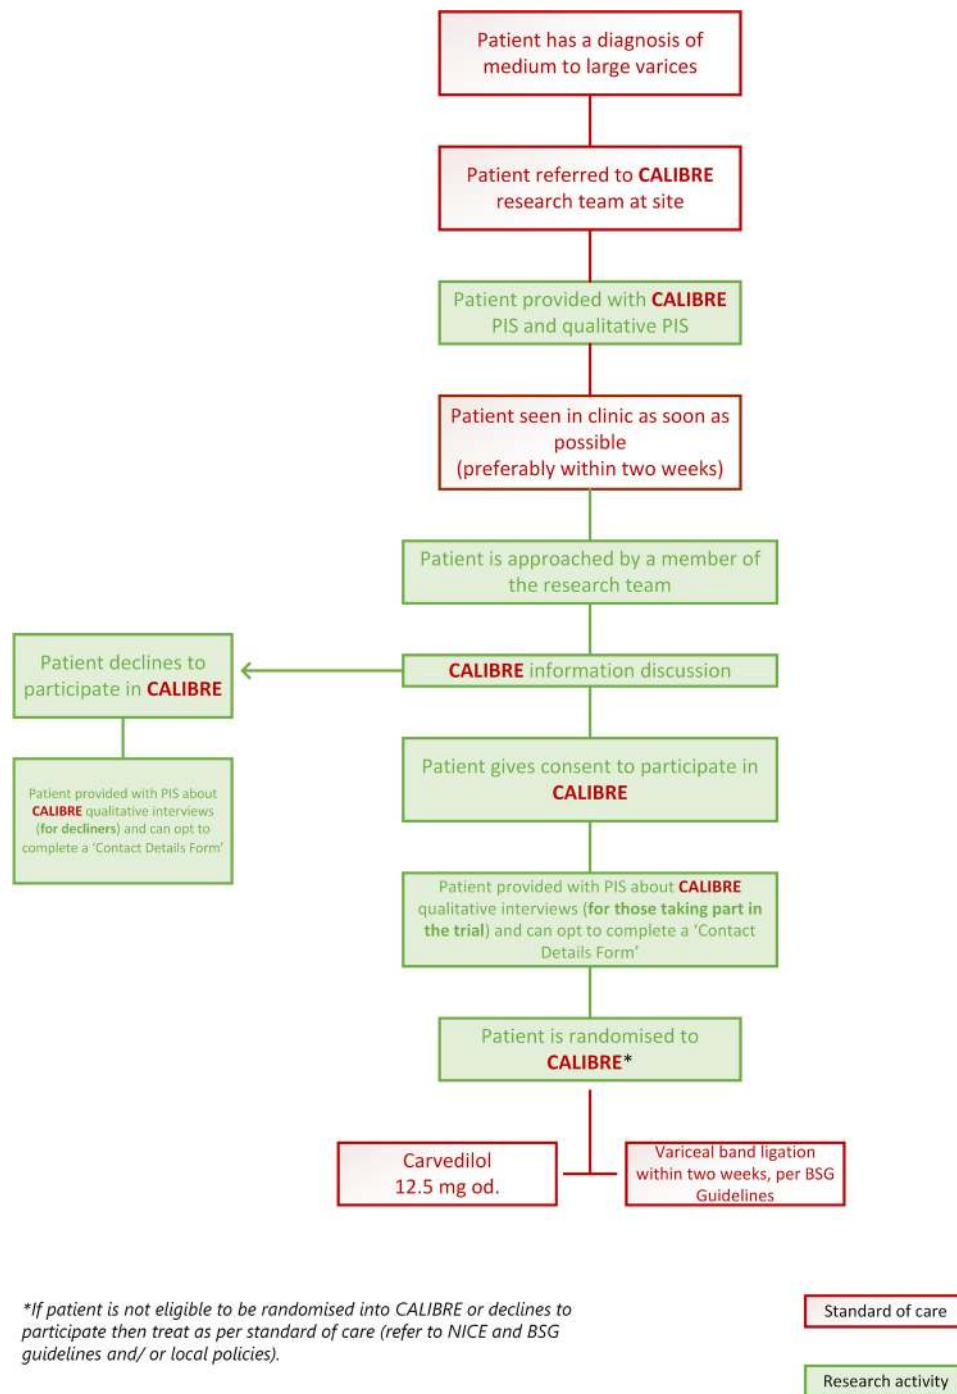 Patient has a diagnosis of
medium to large varices
Patient referred to CALIBRE
research team at site
Patient provided with CALIBRE
PIS and qualitative PIS
Patient seen in clinic as soon as
possible
(preferably within two weeks)
Patient is approached by a member of
the research team
CALIBRE information discussion
Patient declines to
participate in CALIBRE
Patient provided with PIS about
CALIBRE qualitative interviews
(for decliners) and can opt to
complete a ‘Contact Details Form’
Patient gives consent to participate in
CALIBRE
Patient provided with PIS about CALIBRE
qualitative interviews (for those taking part in
the trial) and can opt to complete a ‘Contact
Details Form’
Patient is randomised to
CALIBRE*
Carvedilol
12.5 mg od.
Variceal band ligation
within two weeks, per BSG
Guidelines
*If patient is not eligible to be randomised into CALIBRE or declines to
participate then treat as per standard of care (refer to NICE and BSG
guidelines and/ or local policies).
Standard of care
Research activity